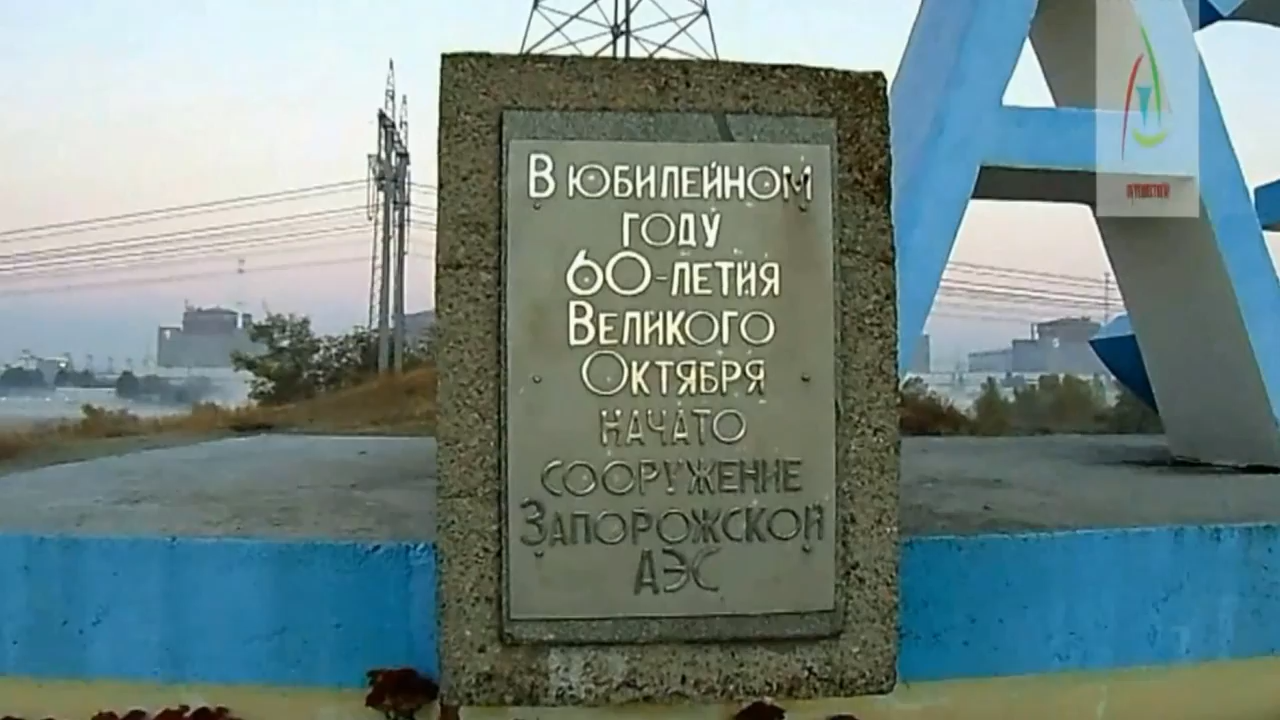 В ЮБИЛЕЙНОМ
ГОДУ
60-ЛЕТИЯ
ВЕЛИКОГО
ОКТЯБРЯ
НАЧАТО
СООРУЖЕНИЕ
ЗАПОРОЖСКОЙ
АЭС